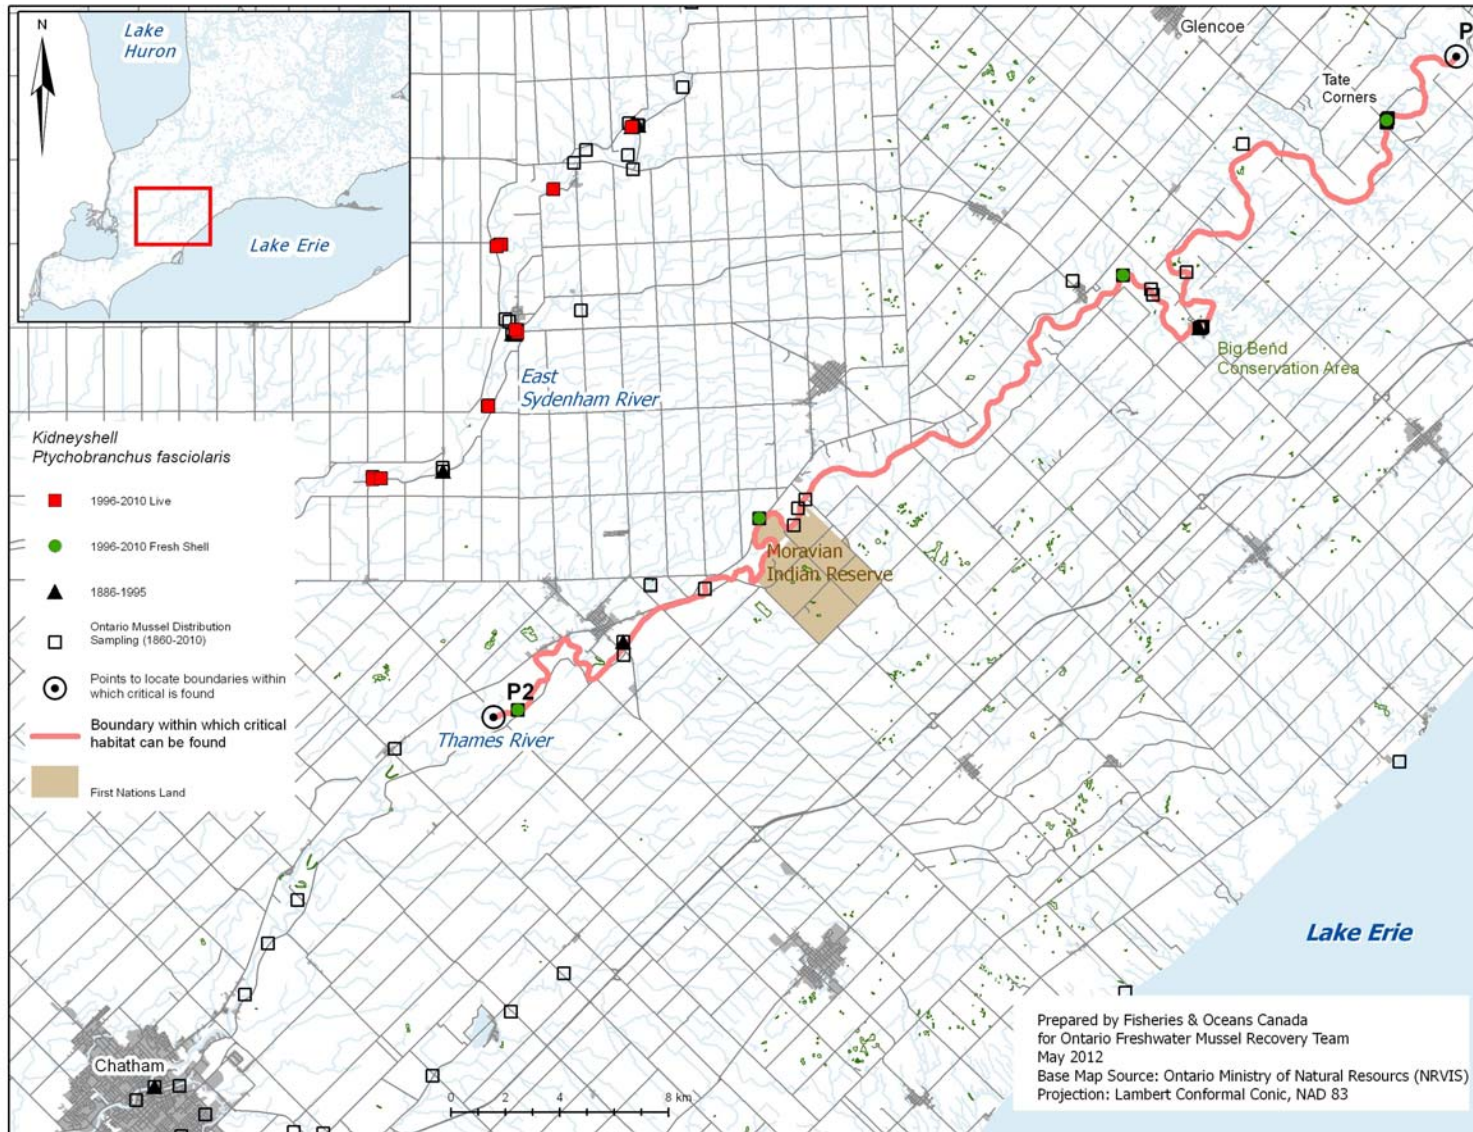 N
Lake
Huron
Lake Erie
Glencoe
P
Tate
Corners
Big Bend
Conservation Area
East
Sydenham River
Kidneyshell
Ptychobranchus fasciolaris
1996-2010 Live
1996-2010 Fresh Shell
1886-1995
Ontario Mussel Distribution
Sampling (1860-2010)
Points to locate boundaries within
which critical is found
Boundary within which critical
habitat can be found
First Nations Land
Moravian
Indian Reserve
P2
Thames River
Lake Erie
Chatham
0 2 4 8 km
Prepared by Fisheries & Oceans Canada
for Ontario Freshwater Mussel Recovery Team
May 2012
Base Map Source: Ontario Ministry of Natural Resourcs (NRVIS)
Projection: Lambert Conformal Conic, NAD 83